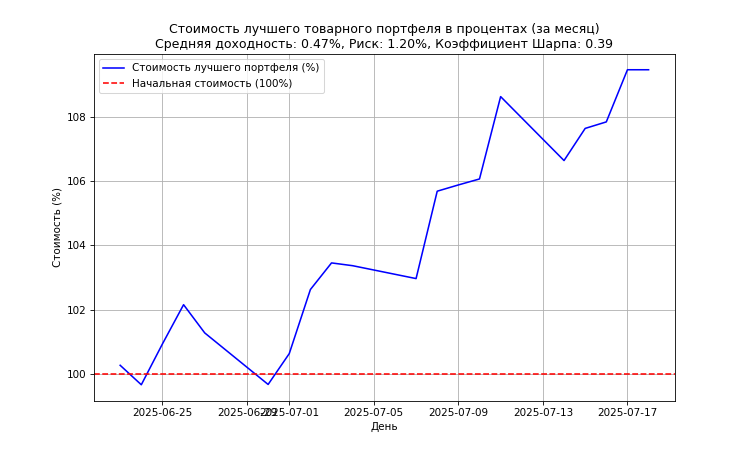 Стоимость лучшего товарного портфеля в процентах (за месяц)
Средняя доходность: 0.47%, Риск: 1.20%, Коэффициент Шарпа: 0.39
Стоимость лучшего портфеля (%)
Начальная стоимость (100%)
Стоимость (%)
108
106
104
102
100
2025-06-25
2025-06-29
2025-07-01
2025-07-05
2025-07-09
2025-07-13
2025-07-17
День